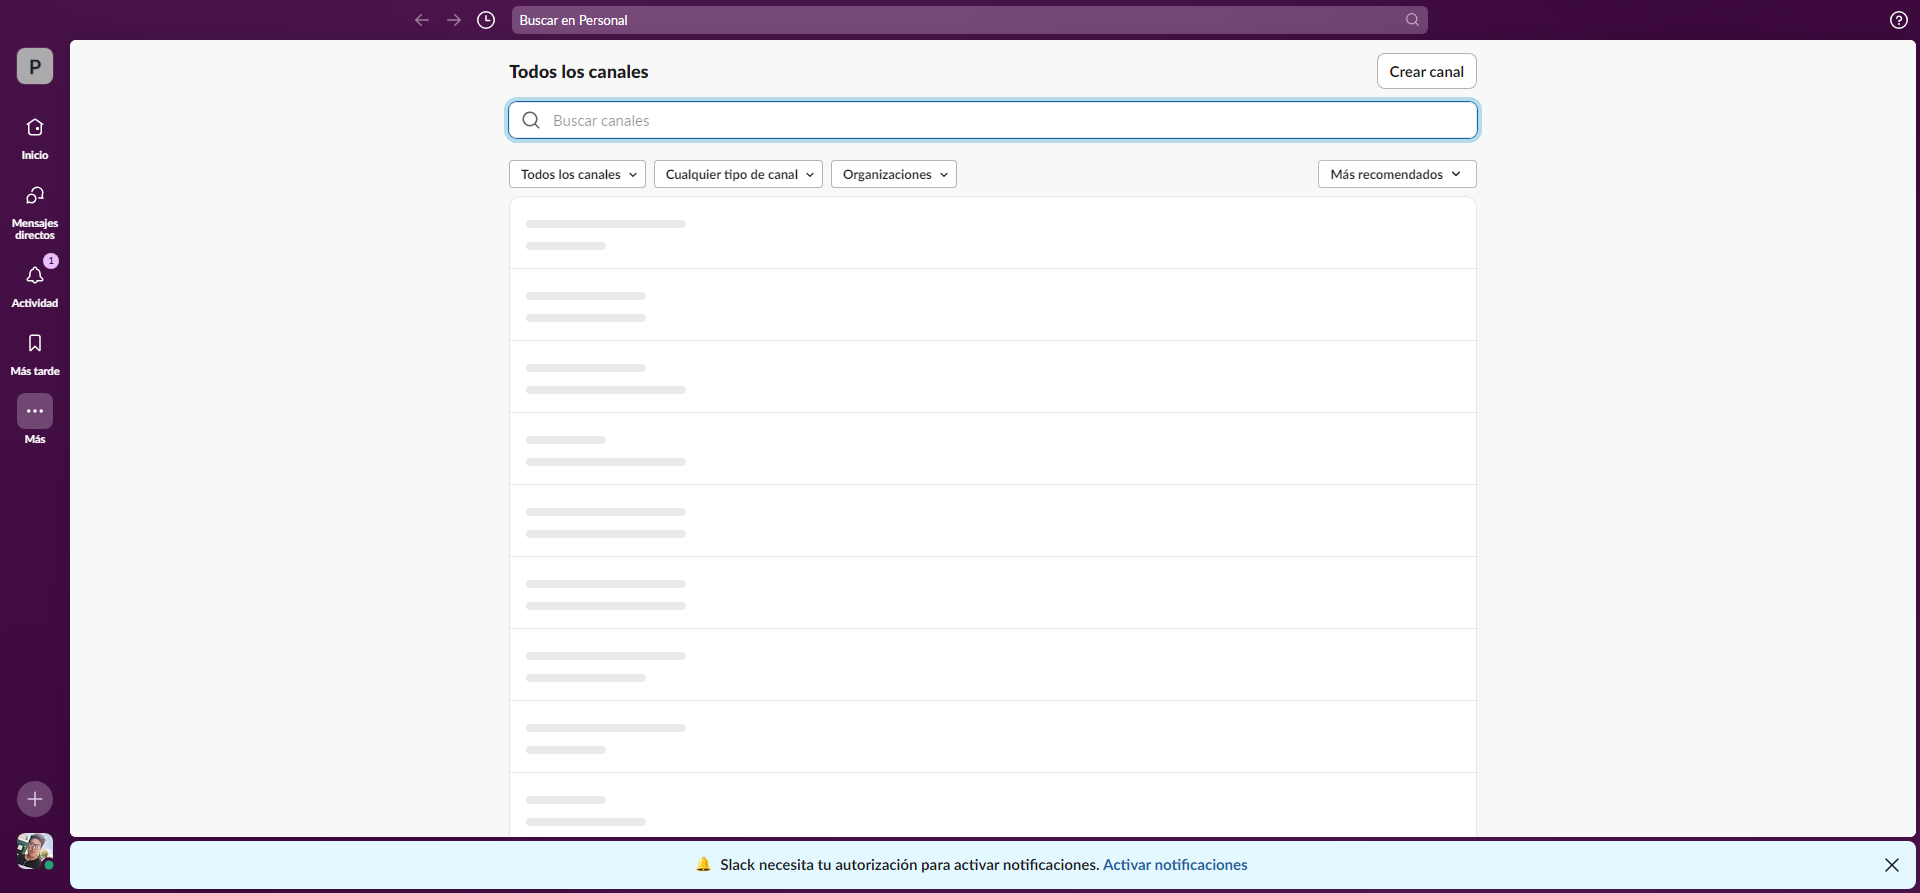 Buscar en Personal
P
Inicio
Mensajes
directos
1
Actividad
Más tarde
Más
Todos los canales
Crear canal
Buscar canales
Todos los canales
Cualquier tipo de canal
Organizaciones
Más recomendados
Slack necesita tu autorización para activar notificaciones. Activar notificaciones